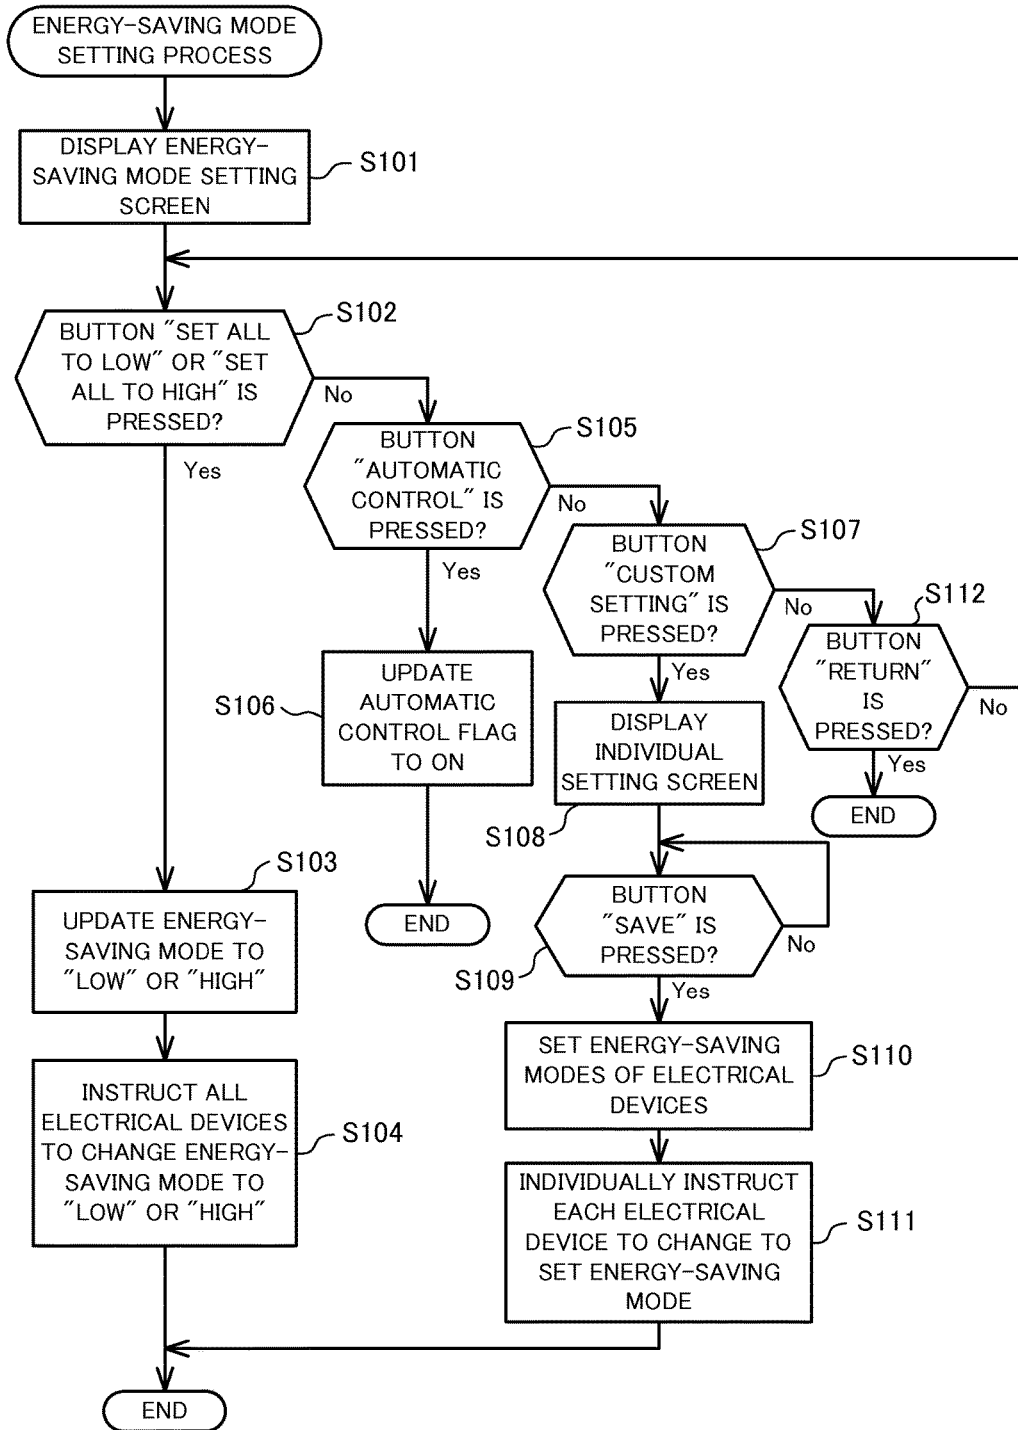 ENERGY-SAVING MODE
SETTING PROCESS
DISPLAY ENERGY-
SAVING MODE SETTING
SCREEN
S101
BUTTON "SET ALL
TO LOW" OR "SET
ALL TO HIGH" IS
PRESSED?
S102
No
Yes
BUTTON
"AUTOMATIC
CONTROL" IS
PRESSED?
S105
No
Yes
BUTTON
"CUSTOM
SETTING" IS
PRESSED?
S107
No
Yes
BUTTON
"RETURN"
IS
PRESSED?
S112
No
Yes
END
UPDATE
AUTOMATIC
CONTROL FLAG
TO ON
S106
END
DISPLAY
INDIVIDUAL
SETTING SCREEN
S108
BUTTON
"SAVE" IS
PRESSED?
S109
No
Yes
UPDATE ENERGY-
SAVING MODE TO
"LOW" OR "HIGH"
S103
INSTRUCT ALL
ELECTRICAL DEVICES
TO CHANGE ENERGY-
SAVING MODE TO
"LOW" OR "HIGH"
S104
SET ENERGY-SAVING
MODES OF ELECTRICAL
DEVICES
S110
INDIVIDUALLY INSTRUCT
EACH ELECTRICAL
DEVICE TO CHANGE TO
SET ENERGY-SAVING
MODE
S111
END